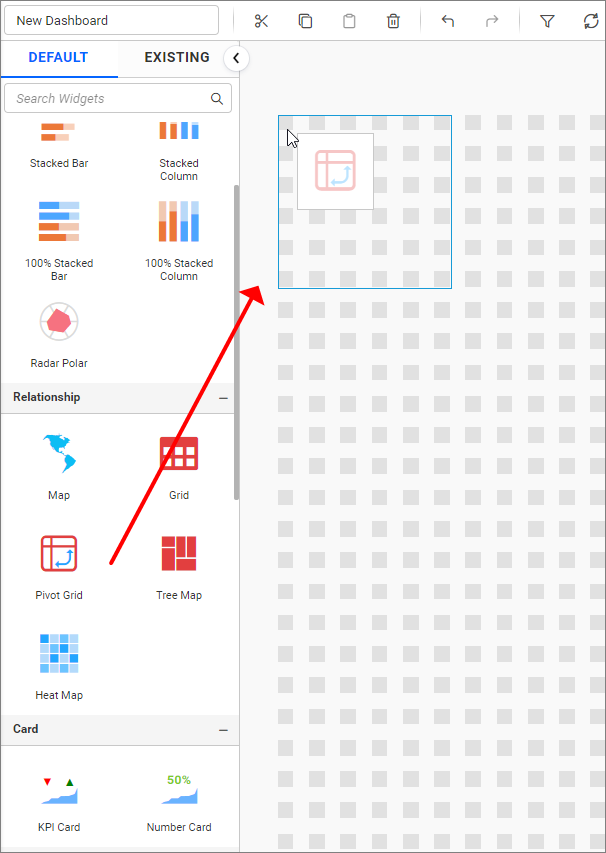 New Dashboard
DEFAULT
EXISTING
Search Widgets
Stacked Bar
Stacked
Column
100% Stacked
Bar
100% Stacked
Column
Radar Polar
Relationship
Map
Grid
Pivot Grid
Tree Map
Heat Map
Card
50%
KPI Card
Number Card